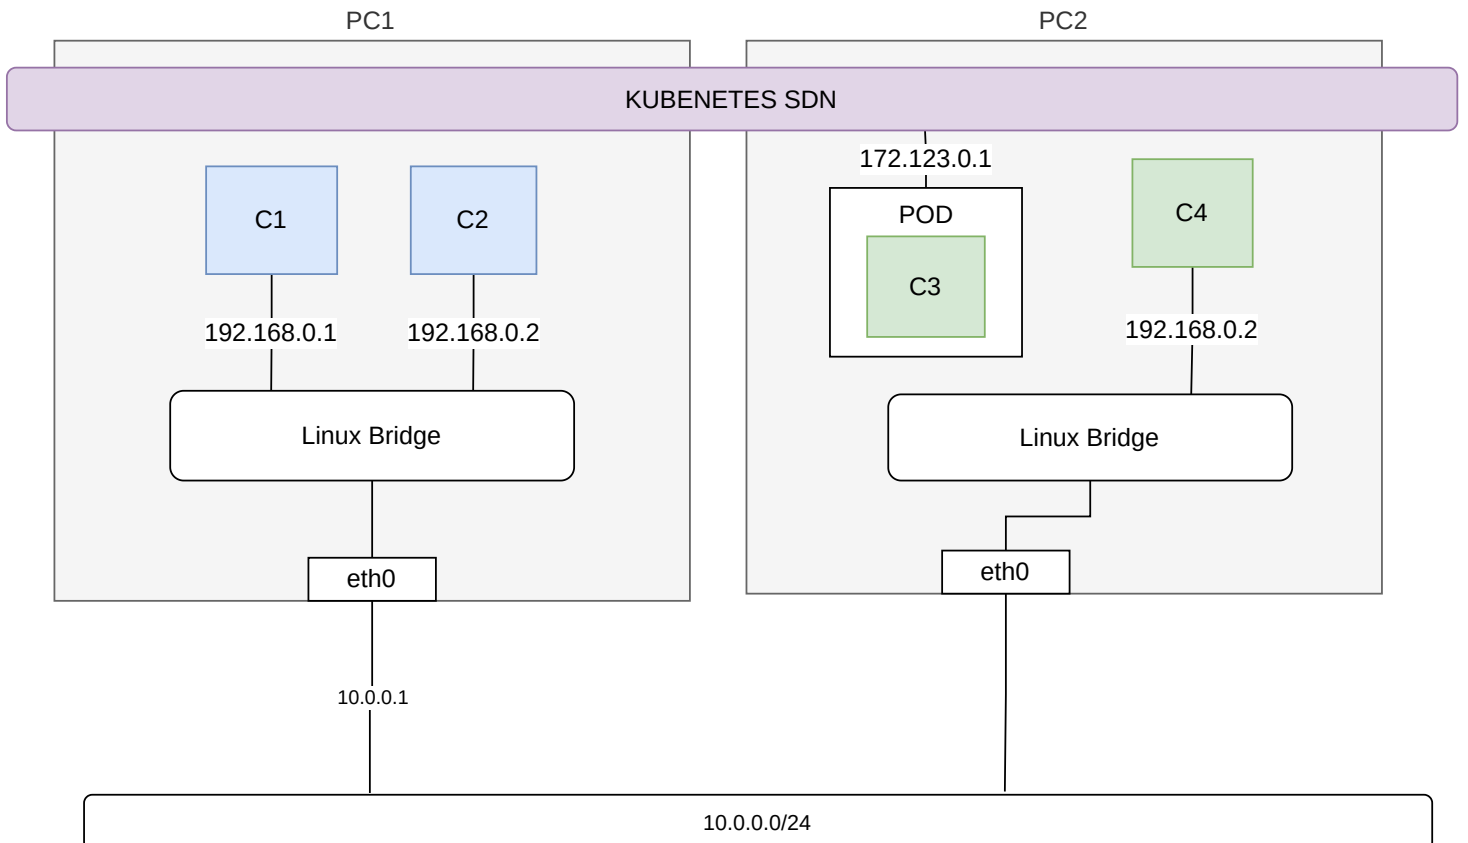 PC1
PC2
KUBENETES SDN
172.123.0.1
C1
C2
POD
C4
C3
192.168.0.1
192.168.0.2
192.168.0.2
Linux Bridge
Linux Bridge
eth0
eth0
10.0.0.1
10.0.0.0/24